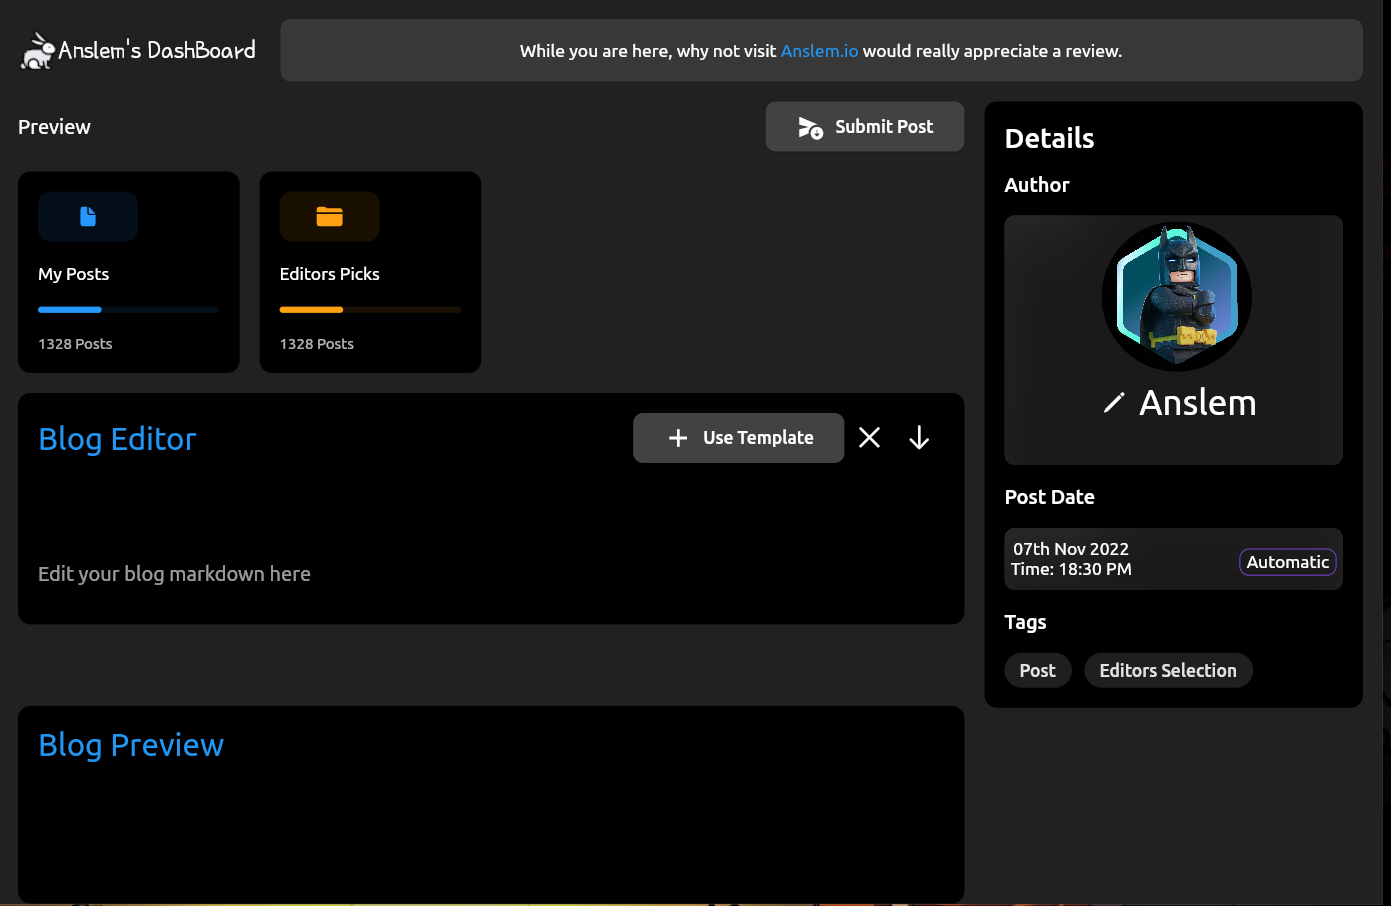 Anslem's DashBoard
While you are here, why not visit Anslem.io would really appreciate a review.
Preview
Submit Post
My Posts
1328 Posts
Editors Picks
1328 Posts
Blog Editor
Use Template
Edit your blog markdown here
Blog Preview
Details
Author
Anslem
Post Date
07th Nov 2022
Time: 18:30 PM
Automatic
Tags
Post
Editors Selection